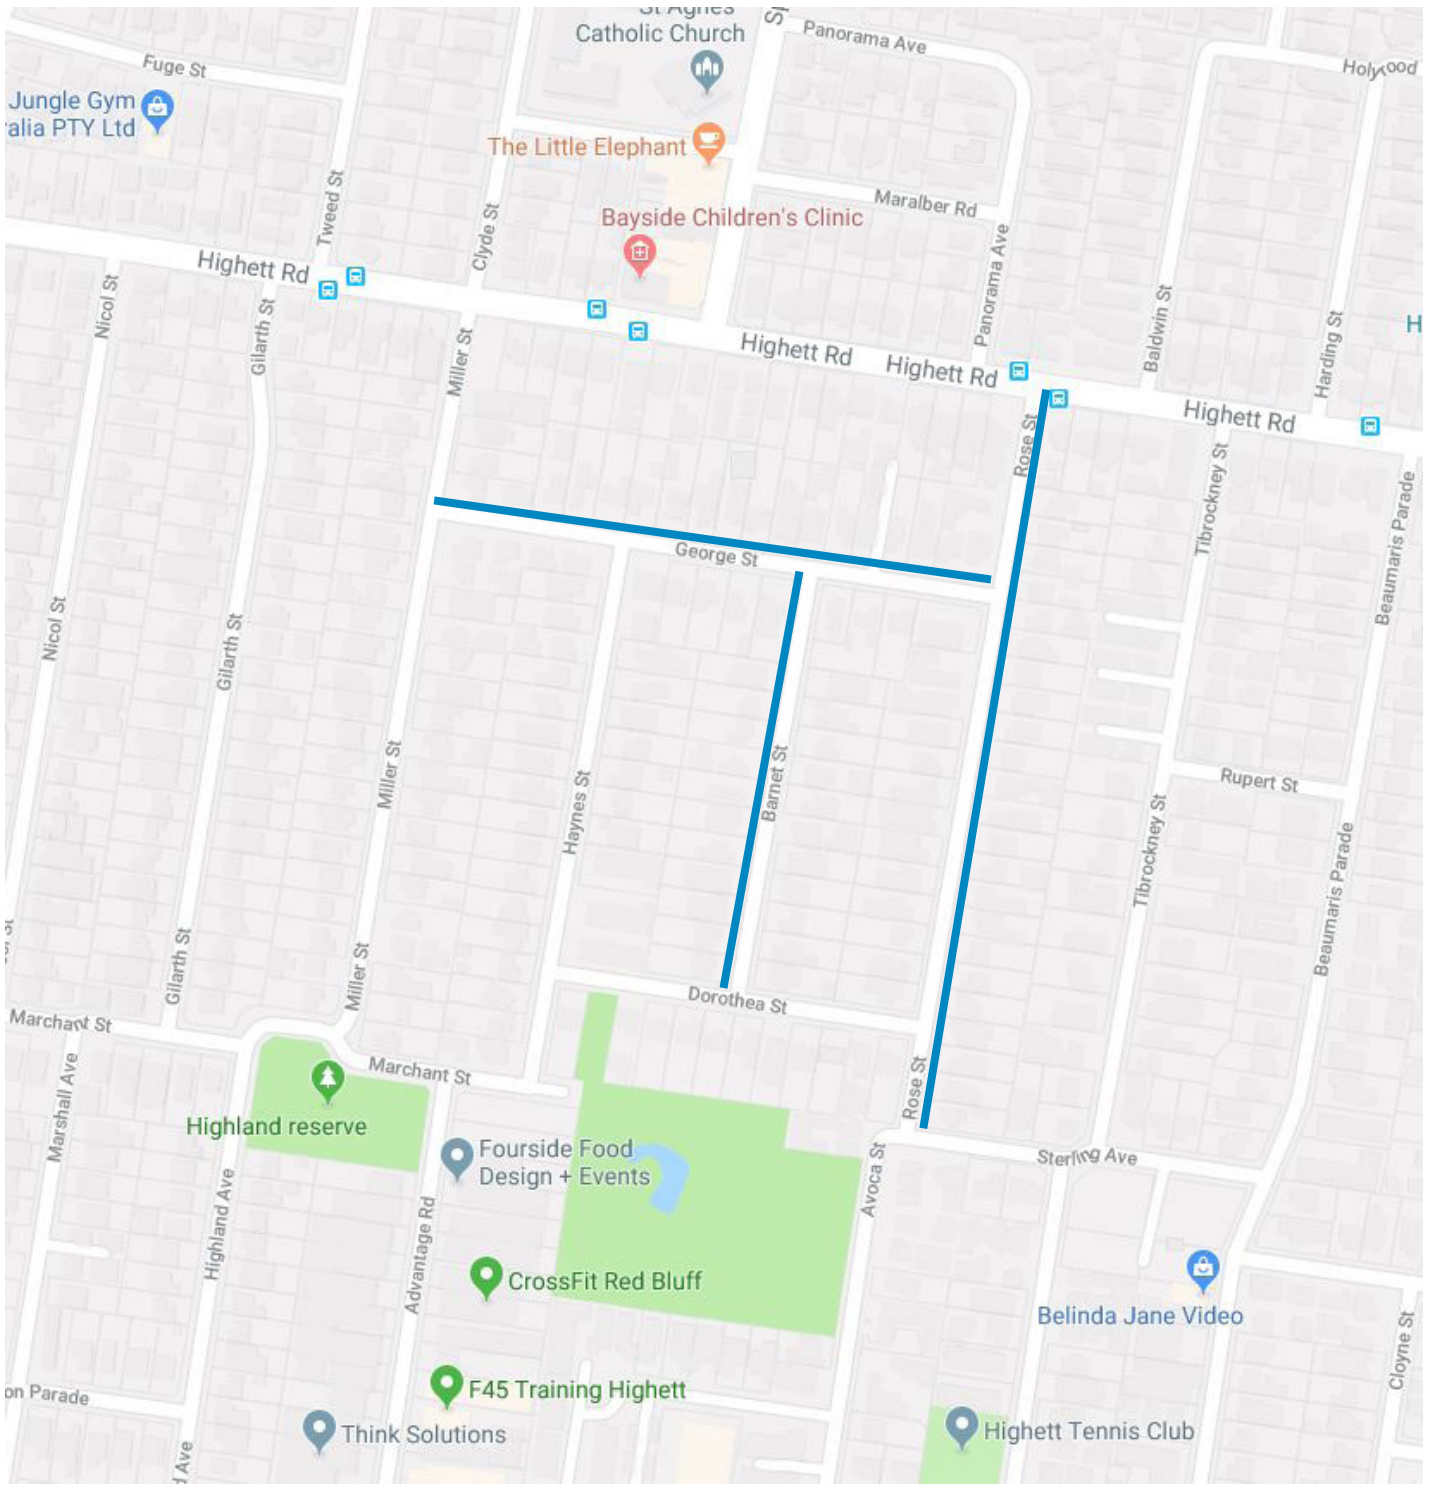 St Agnes
Catholic Church
Panorama Ave
Holyrood
Fuge St
Jungle Gym
ralia PTY Ltd
The Little Elephant
Maralber Rd
Tweed St
Clyde St
Bayside Children's Clinic
Panorama Ave
Highett Rd
Nicol St
Gilarth St
Miller St
Baldwin St
Harding St
H
Highett Rd
Highett Rd
Highett Rd
Rose St
Tibrockney St
Beaumaris Parade
George St
Nicol St
Gilarth St
Miller St
Haynes St
Barnet St
Rupert St
Tibrockney St
Beaumaris Parade
Gilarth St
Miller St
Dorothea St
Marchant St
Marchant St
Marshall Ave
Rose St
Highland reserve
Fourside Food
Design + Events
Avoca St
Sterling Ave
Highland Ave
Advantage Rd
CrossFit Red Bluff
Belinda Jane Video
Cloyne St
on Parade
F45 Training Highett
Think Solutions
Highett Tennis Club
d Ave